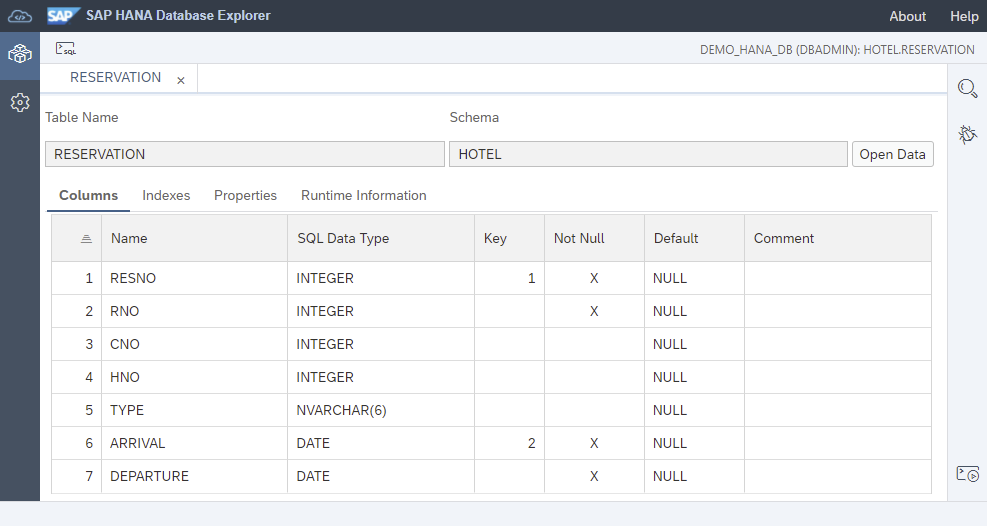 SAP SAP HANA Database Explorer About Help
SQL DEMO_HANA_DB (DBADMIN): HOTEL.RESERVATION
RESERVATION ×
Table Name Schema
RESERVATION HOTEL Open Data
Columns Indexes Properties Runtime Information
Name SQL Data Type Key Not Null Default Comment
1 RESNO INTEGER 1 X NULL
2 RNO INTEGER X NULL
3 CNO INTEGER NULL
4 HNO INTEGER NULL
5 TYPE NVARCHAR(6) NULL
6 ARRIVAL DATE 2 X NULL
7 DEPARTURE DATE X NULL